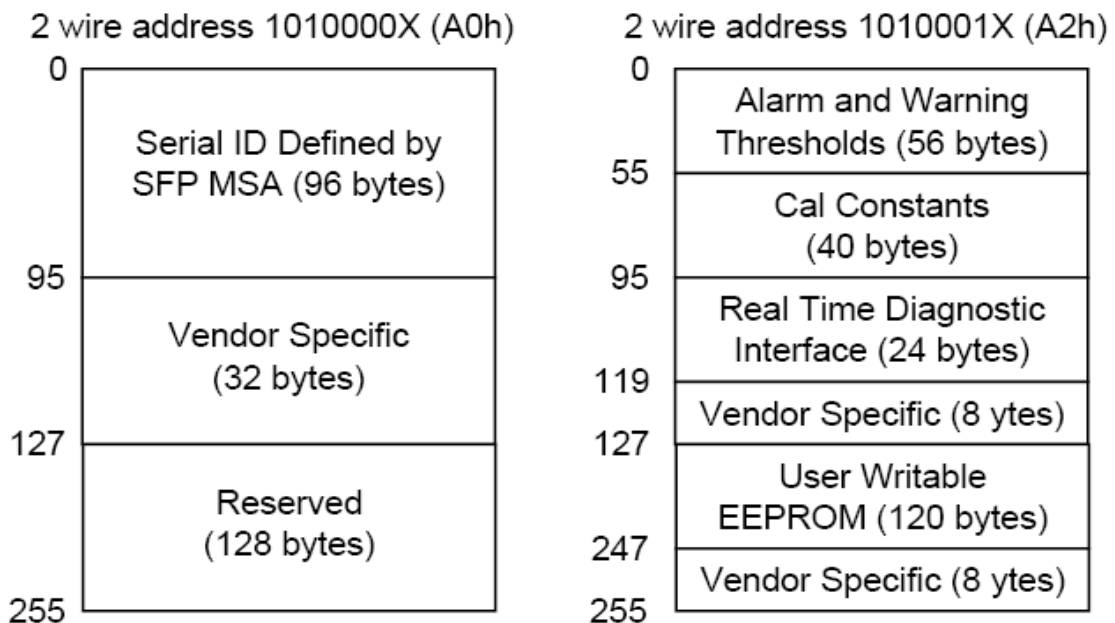 2 wire address 1010000X (A0h)
0
Serial ID Defined by
SFP MSA (96 bytes)
95
Vendor Specific
(32 bytes)
127
Reserved
(128 bytes)
255
2 wire address 1010001X (A2h)
0
Alarm and Warning
Thresholds (56 bytes)
55
Cal Constants
(40 bytes)
95
Real Time Diagnostic
Interface (24 bytes)
119
Vendor Specific (8 ytes)
127
User Writable
EEPROM (120 bytes)
247
Vendor Specific (8 ytes)
255